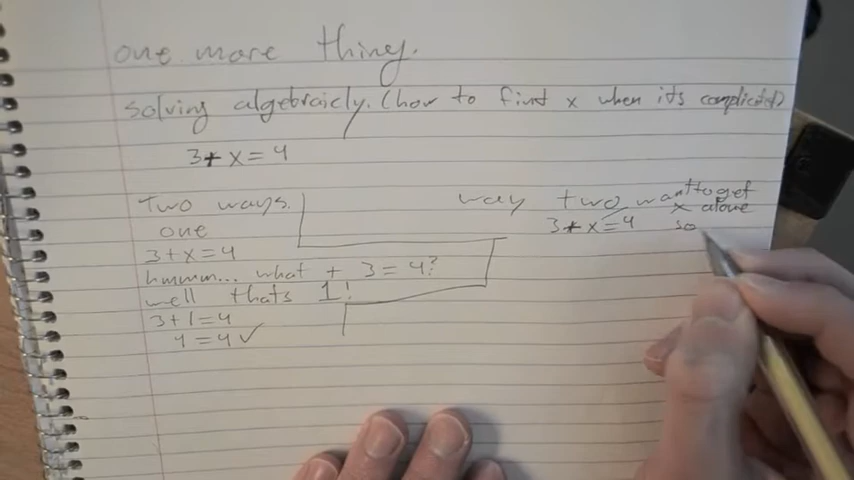 one more thing.
solving algebraicly. (how to find x when its complicated)
3+x=4
Two ways.
one
3+x=4
hmmm... what + 3 = 4?
well thats 1!
3+1=4
4=4✓
way two want to get
x alone
3+x=4 so